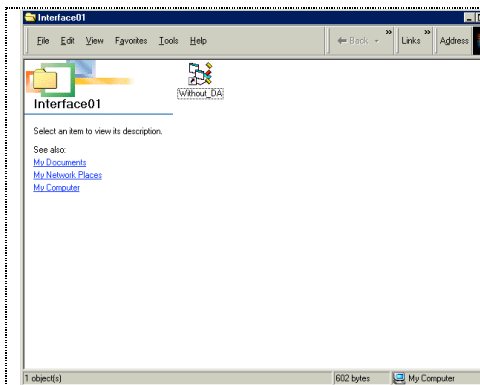 Interface01
File Edit View Favorites Tools Help Back » Links » Address
Without_DA
Interface01
Select an item to view its description.
See also:
My Documents
My Network Places
My Computer
1 object(s) 602 bytes My Computer